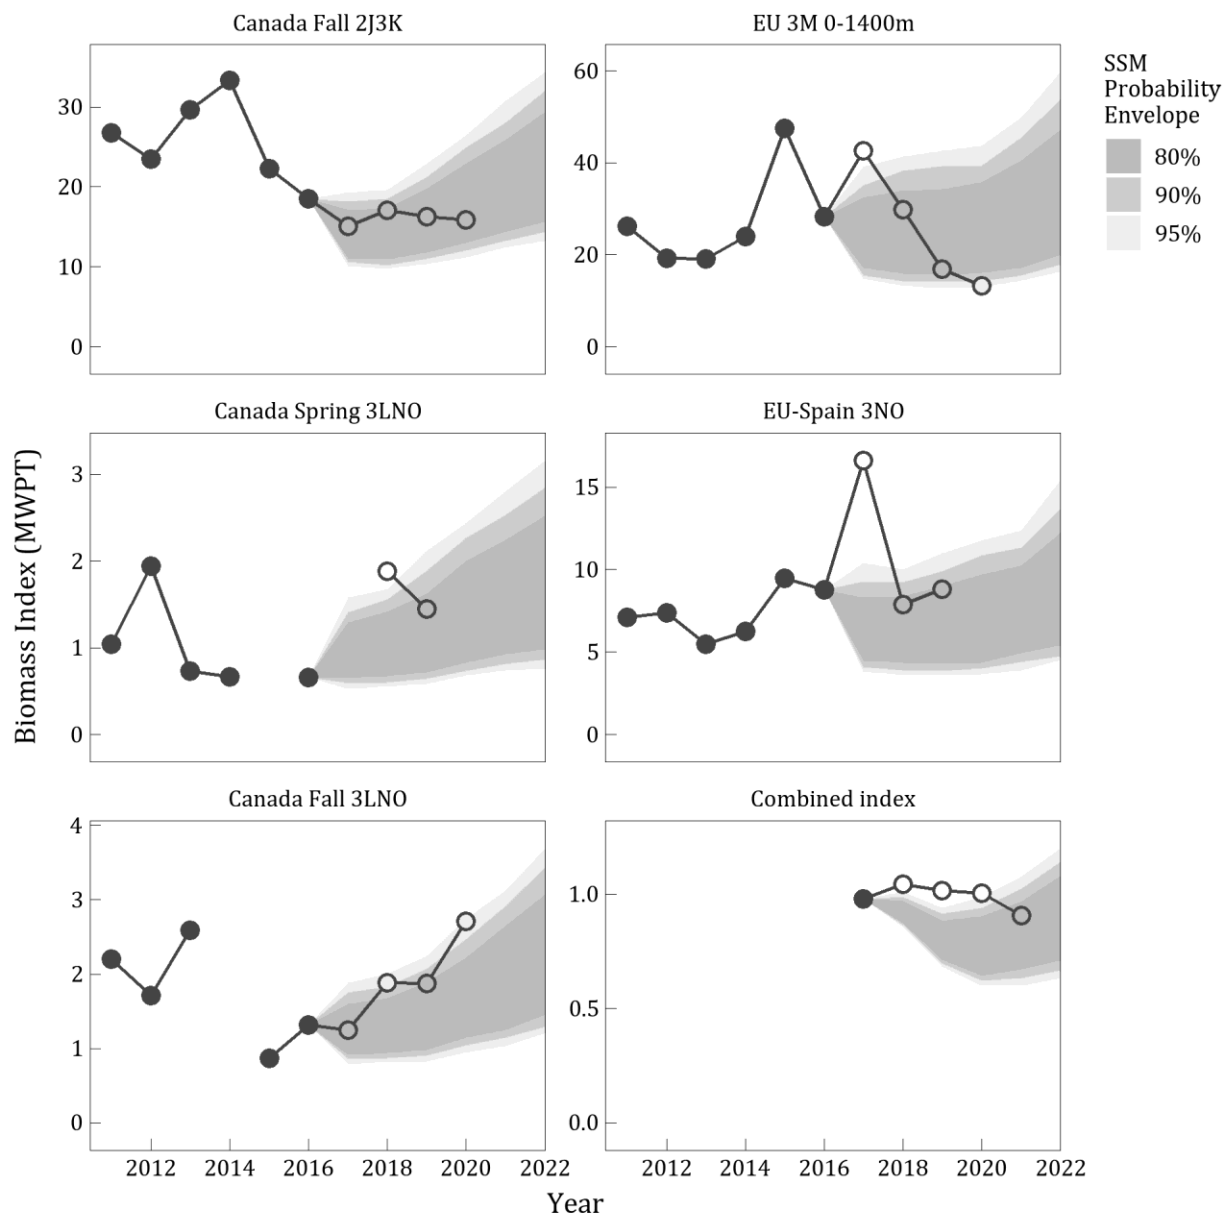 Canada Fall 2J3K
30
20
10
0
EU 3M 0-1400m
60
40
20
0
SSM
Probability
Envelope
80%
90%
95%
Biomass Index (MWPT)
Canada Spring 3LNO
3
2
1
0
EU-Spain 3NO
15
10
5
0
Canada Fall 3LNO
4
3
2
1
0
2012 2014 2016 2018 2020 2022
Combined index
1.0
0.5
0.0
2012 2014 2016 2018 2020 2022
Year